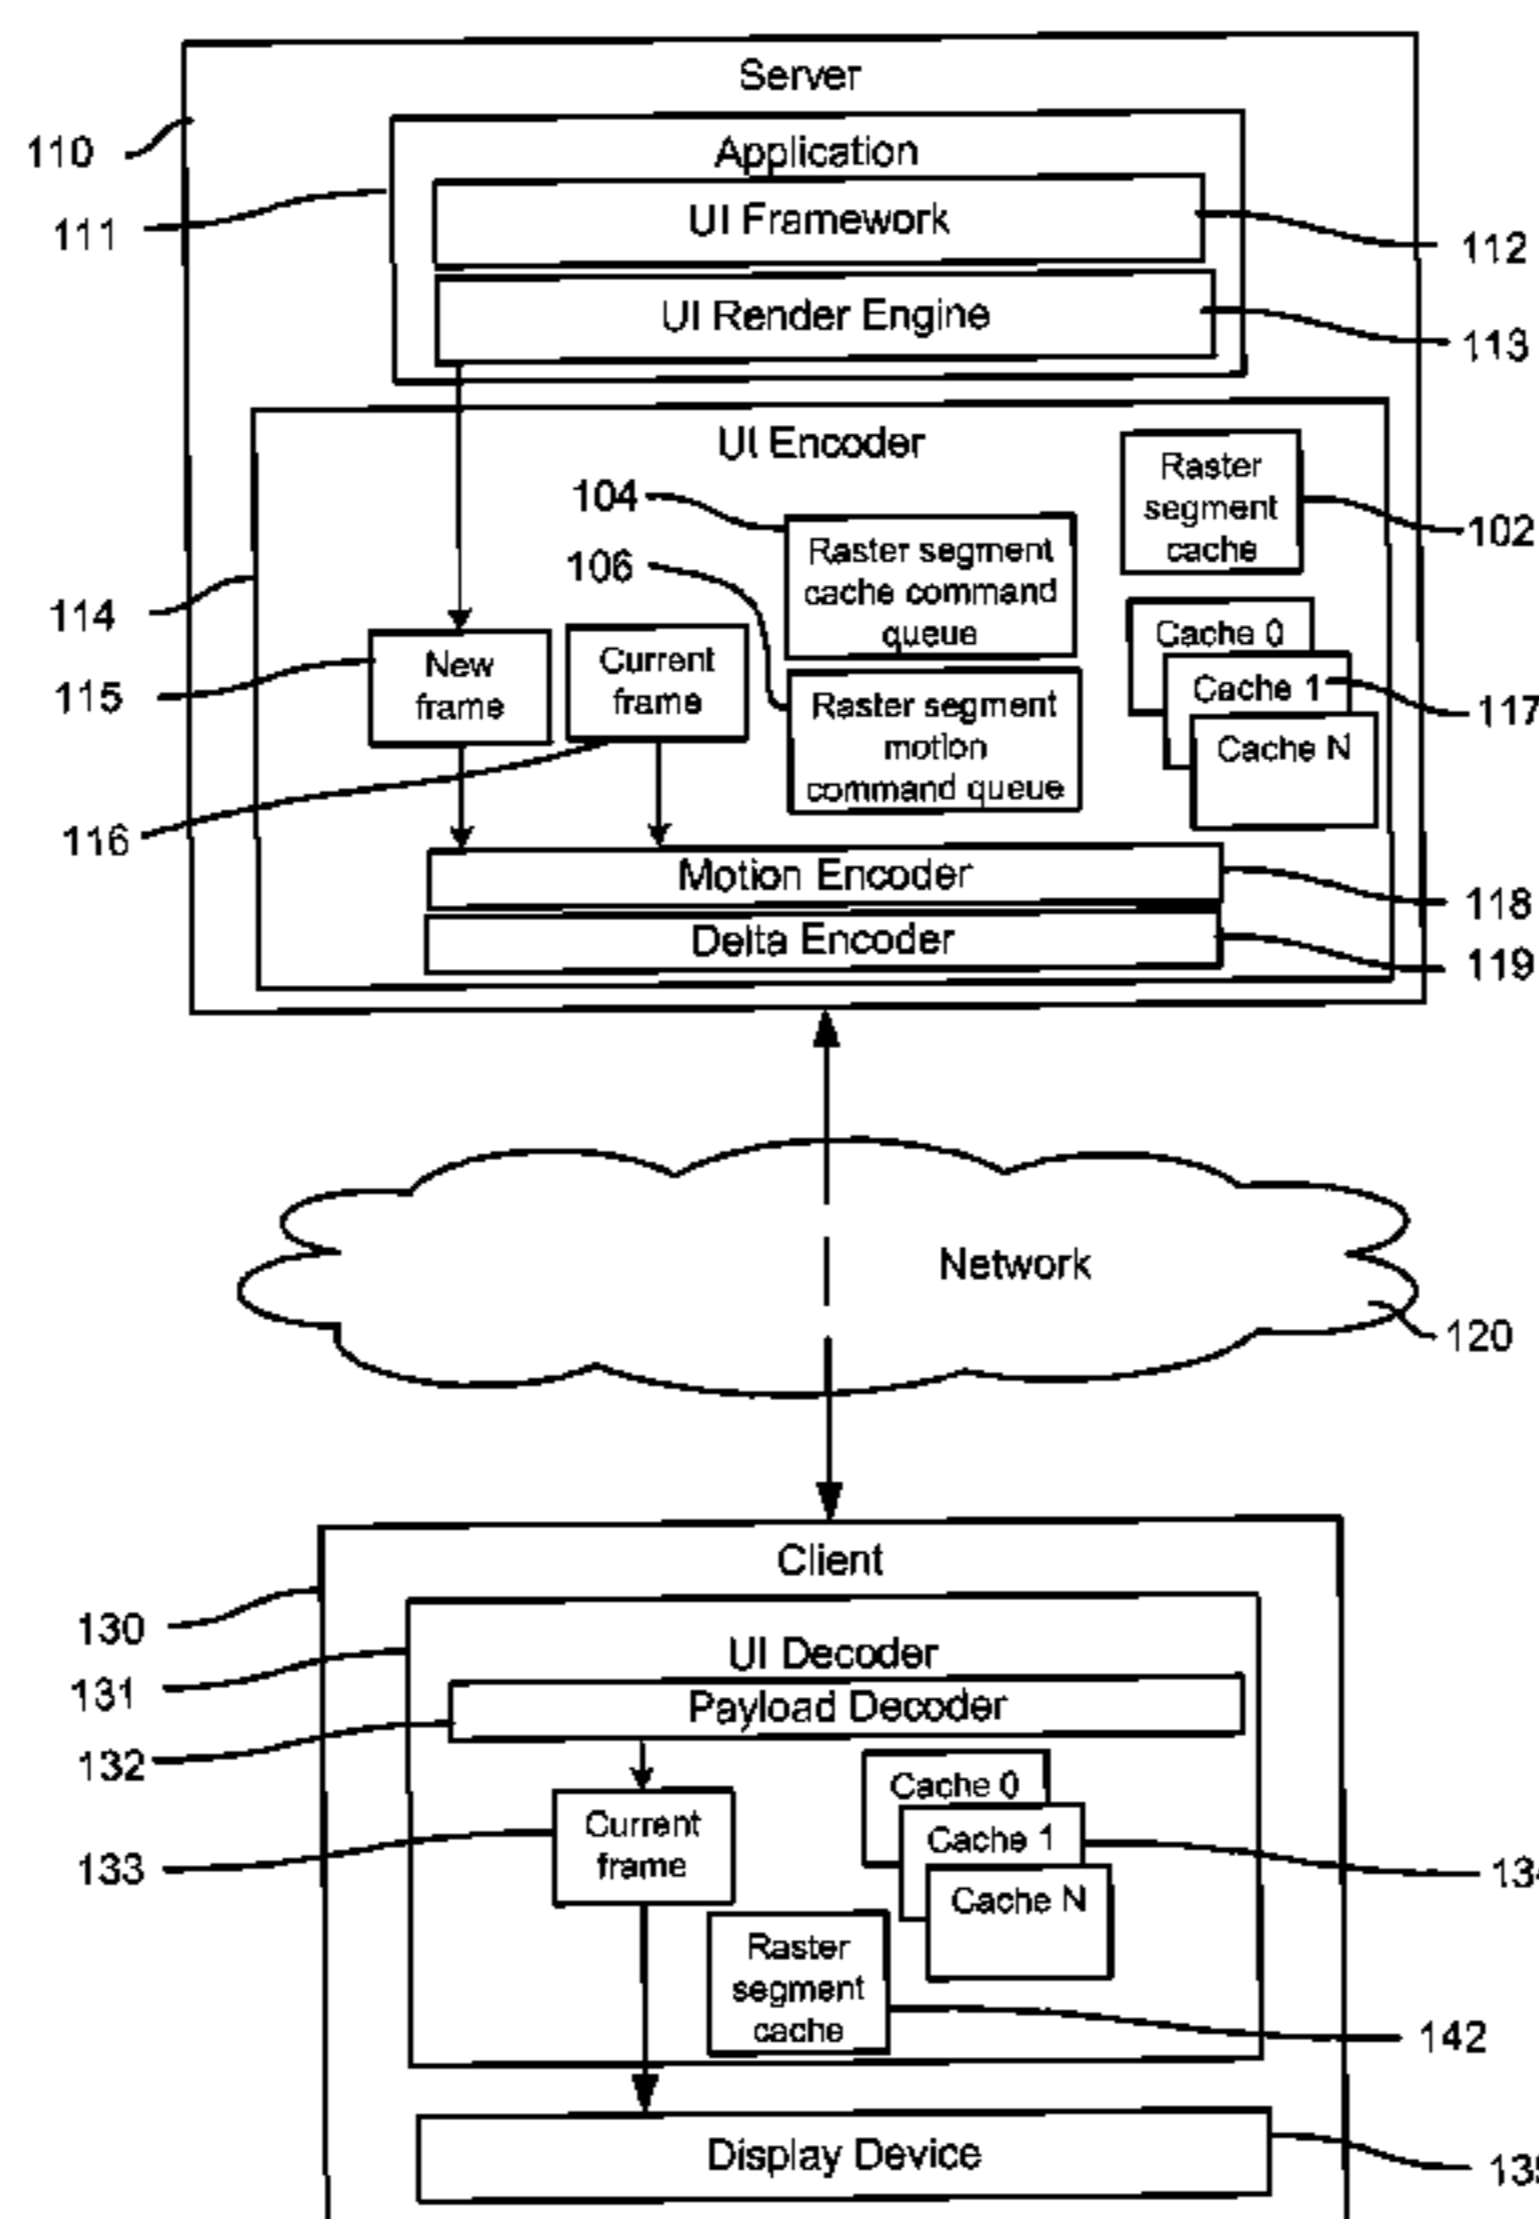 Server
110
Application
111
UI Framework
112
UI Render Engine
113
UI Encoder
Raster
segment
cache
102
104
Raster segment
cache command
queue
106
114
Cache 0
Cache 1
Cache N
117
New
frame
115
Current
frame
Raster segment
motion
command queue
116
Motion Encoder
118
Delta Encoder
119
Network
120
Client
130
UI Decoder
131
Payload Decoder
132
Cache 0
Cache 1
Cache N
Current
frame
133
Raster
segment
cache
142
Display Device